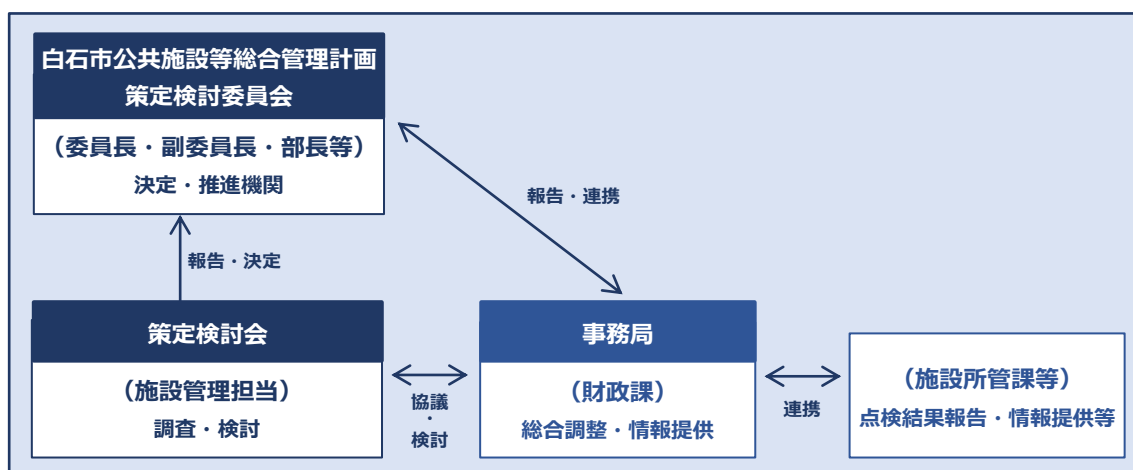 白石市公共施設等総合管理計画
策定検討委員会
（委員長・副委員長・部長等）
決定・推進機関
報告・連携
報告・決定
策定検討会
（施設管理担当）
調査・検討
協議
・
検討
事務局
（財政課）
総合調整・情報提供
連携
（施設所管課等）
点検結果報告・情報提供等